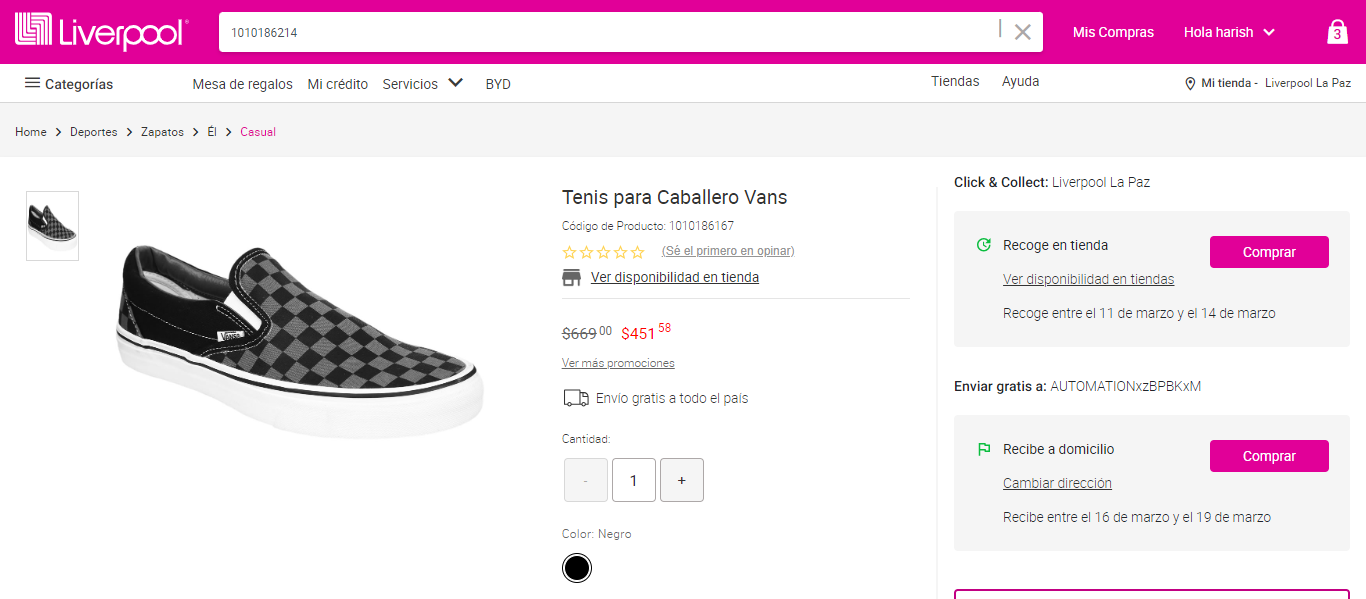 Liverpool
1010186214
Mis Compras
Hola harish
3
Categorías
Mesa de regalos
Mi crédito
Servicios
BYD
Tiendas
Ayuda
Mi tienda - Liverpool La Paz
Home > Deportes > Zapatos > Él > Casual
VANS
Tenis para Caballero Vans
Código de Producto: 1010186167
(Sé el primero en opinar)
Ver disponibilidad en tienda
$669.00 $451.58
Ver más promociones
Envío gratis a todo el país
Cantidad:
- 1 +
Color: Negro
Click & Collect: Liverpool La Paz
Recoge en tienda
Comprar
Ver disponibilidad en tiendas
Recoge entre el 11 de marzo y el 14 de marzo
Enviar gratis a: AUTOMATIONxzBPBKxM
Recibe a domicilio
Comprar
Cambiar dirección
Recibe entre el 16 de marzo y el 19 de marzo